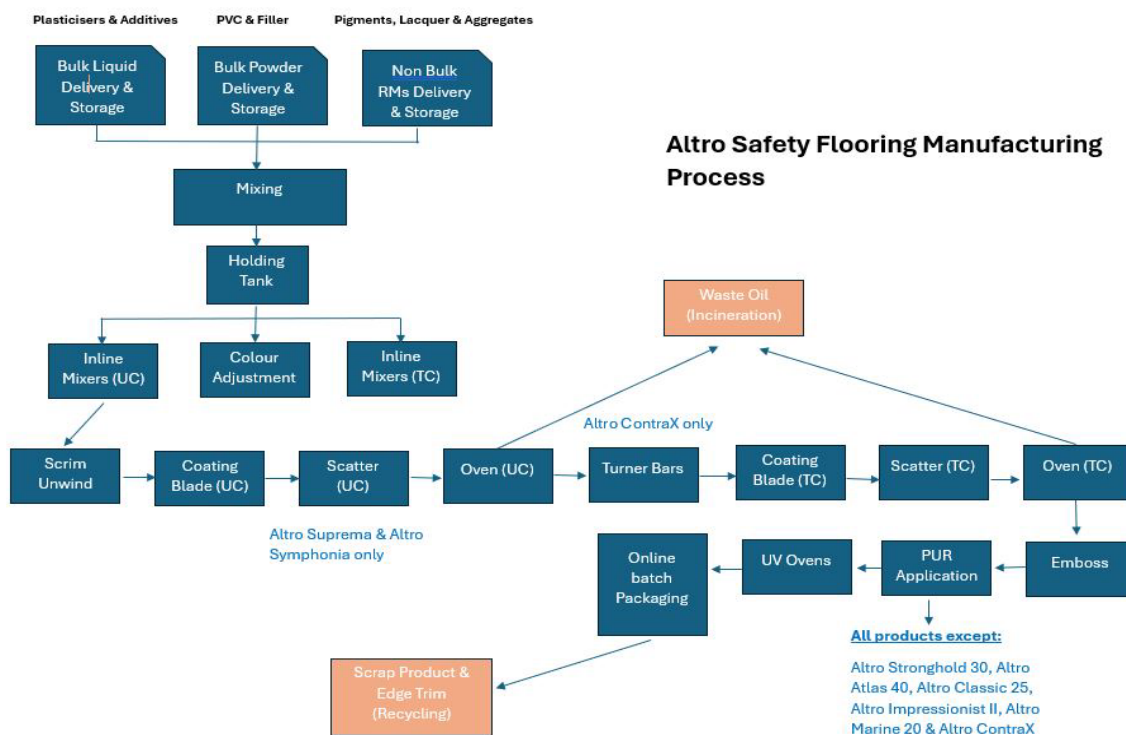 Plasticisers & Additives
PVC & Filler
Pigments, Lacquer & Aggregates
Bulk Liquid
Delivery &
Storage
Bulk Powder
Delivery &
Storage
Non Bulk
RMs Delivery
& Storage
Altro Safety Flooring Manufacturing
Process
Mixing
Holding
Tank
Waste Oil
(Incineration)
Inline
Mixers (UC)
Colour
Adjustment
Inline
Mixers (TC)
Altro ContraX only
Scrim
Unwind
Coating
Blade (UC)
Scatter
(UC)
Oven (UC)
Turner Bars
Coating
Blade (TC)
Scatter (TC)
Oven (TC)
Altro Suprema & Altro
Symphonia only
Online
batch
Packaging
UV Ovens
PUR
Application
Emboss
All products except:
Altro Stronghold 30, Altro
Atlas 40, Altro Classic 25,
Altro Impressionist II, Altro
Marine 20 & Altro ContraX
Scrap Product &
Edge Trim
(Recycling)